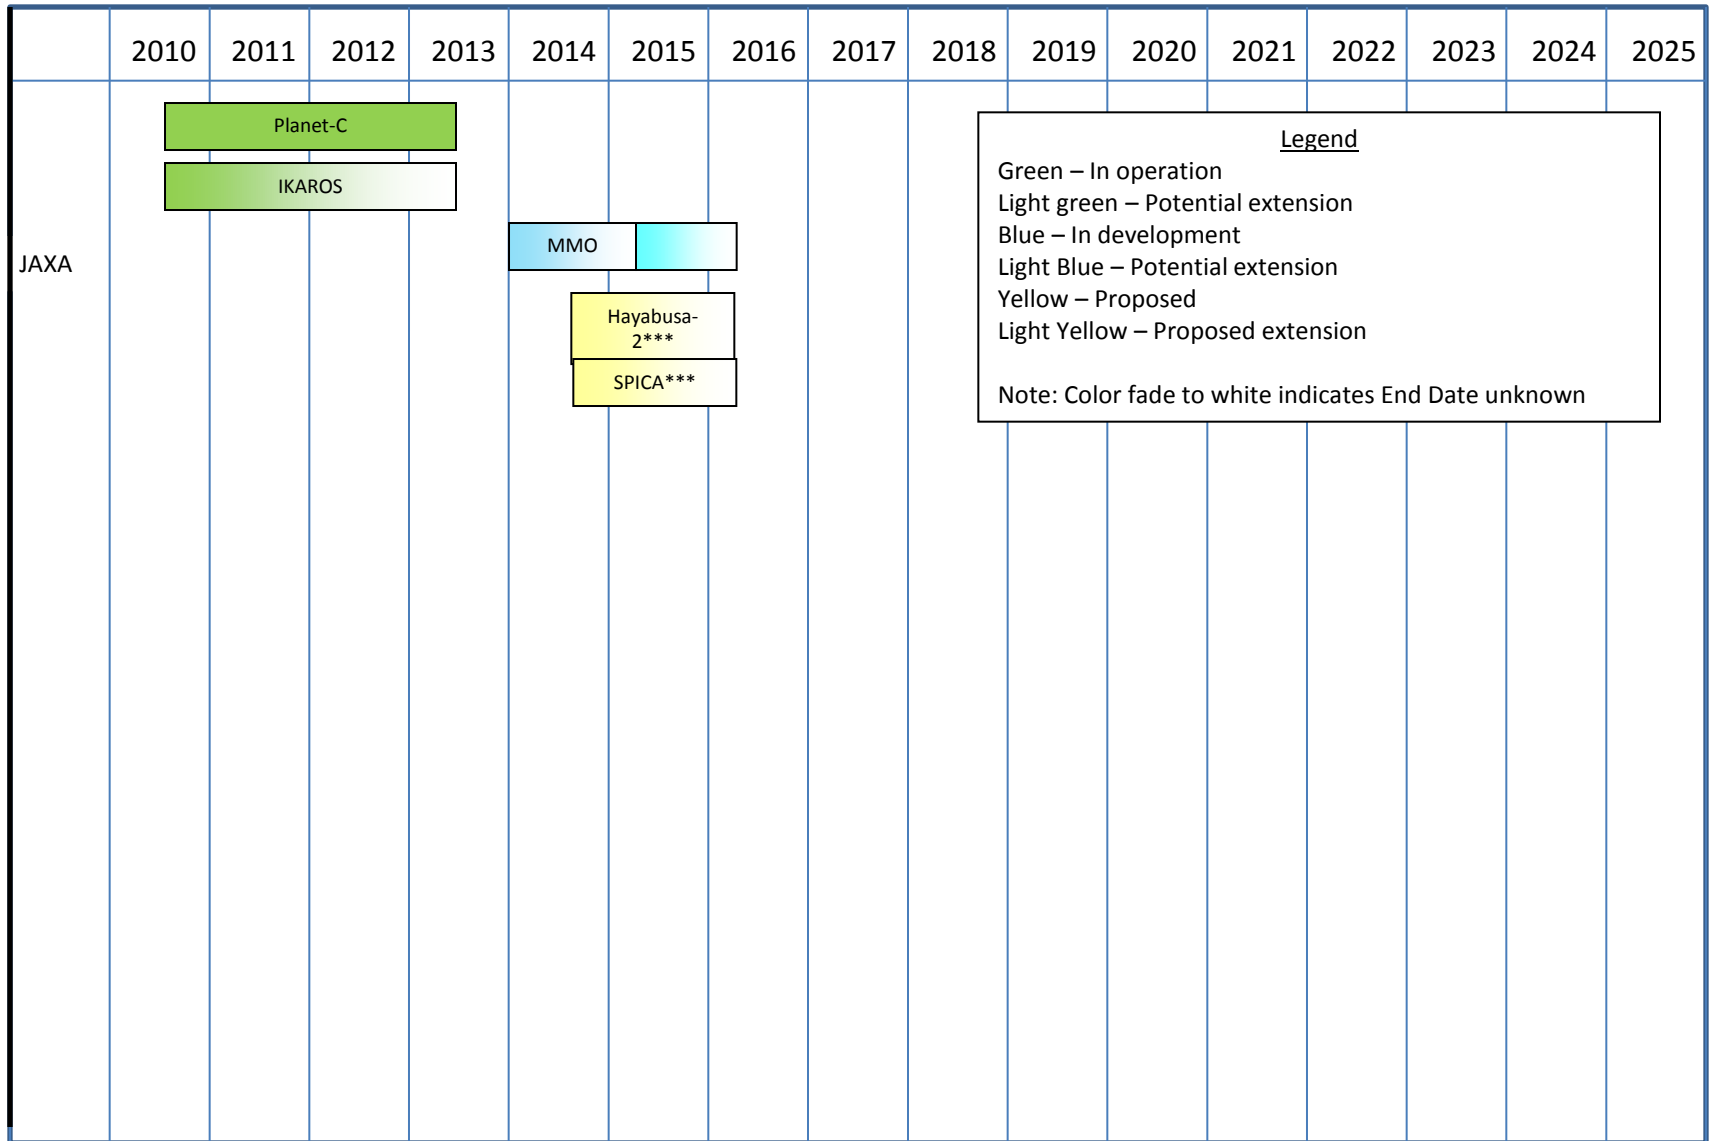 2010 2011 2012 2013 2014 2015 2016 2017 2018 2019 2020 2021 2022 2023 2024 2025
Planet-C
IKAROS
MMO
JAXA
Hayabusa-
2***
SPICA***
Legend
Green – In operation
Light green – Potential extension
Blue – In development
Light Blue – Potential extension
Yellow – Proposed
Light Yellow – Proposed extension
Note: Color fade to white indicates End Date unknown